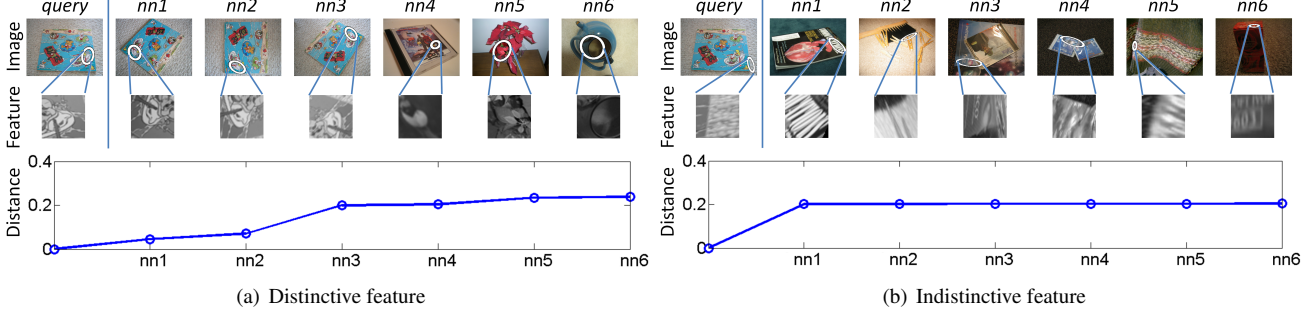 query nn1 nn2 nn3 nn4 nn5 nn6
Image
Feature
Distance
0.4
0.2
0
nn1 nn2 nn3 nn4 nn5 nn6
(a) Distinctive feature
query nn1 nn2 nn3 nn4 nn5 nn6
Image
Feature
Distance
0.4
0.2
0
nn1 nn2 nn3 nn4 nn5 nn6
(b) Indistinctive feature